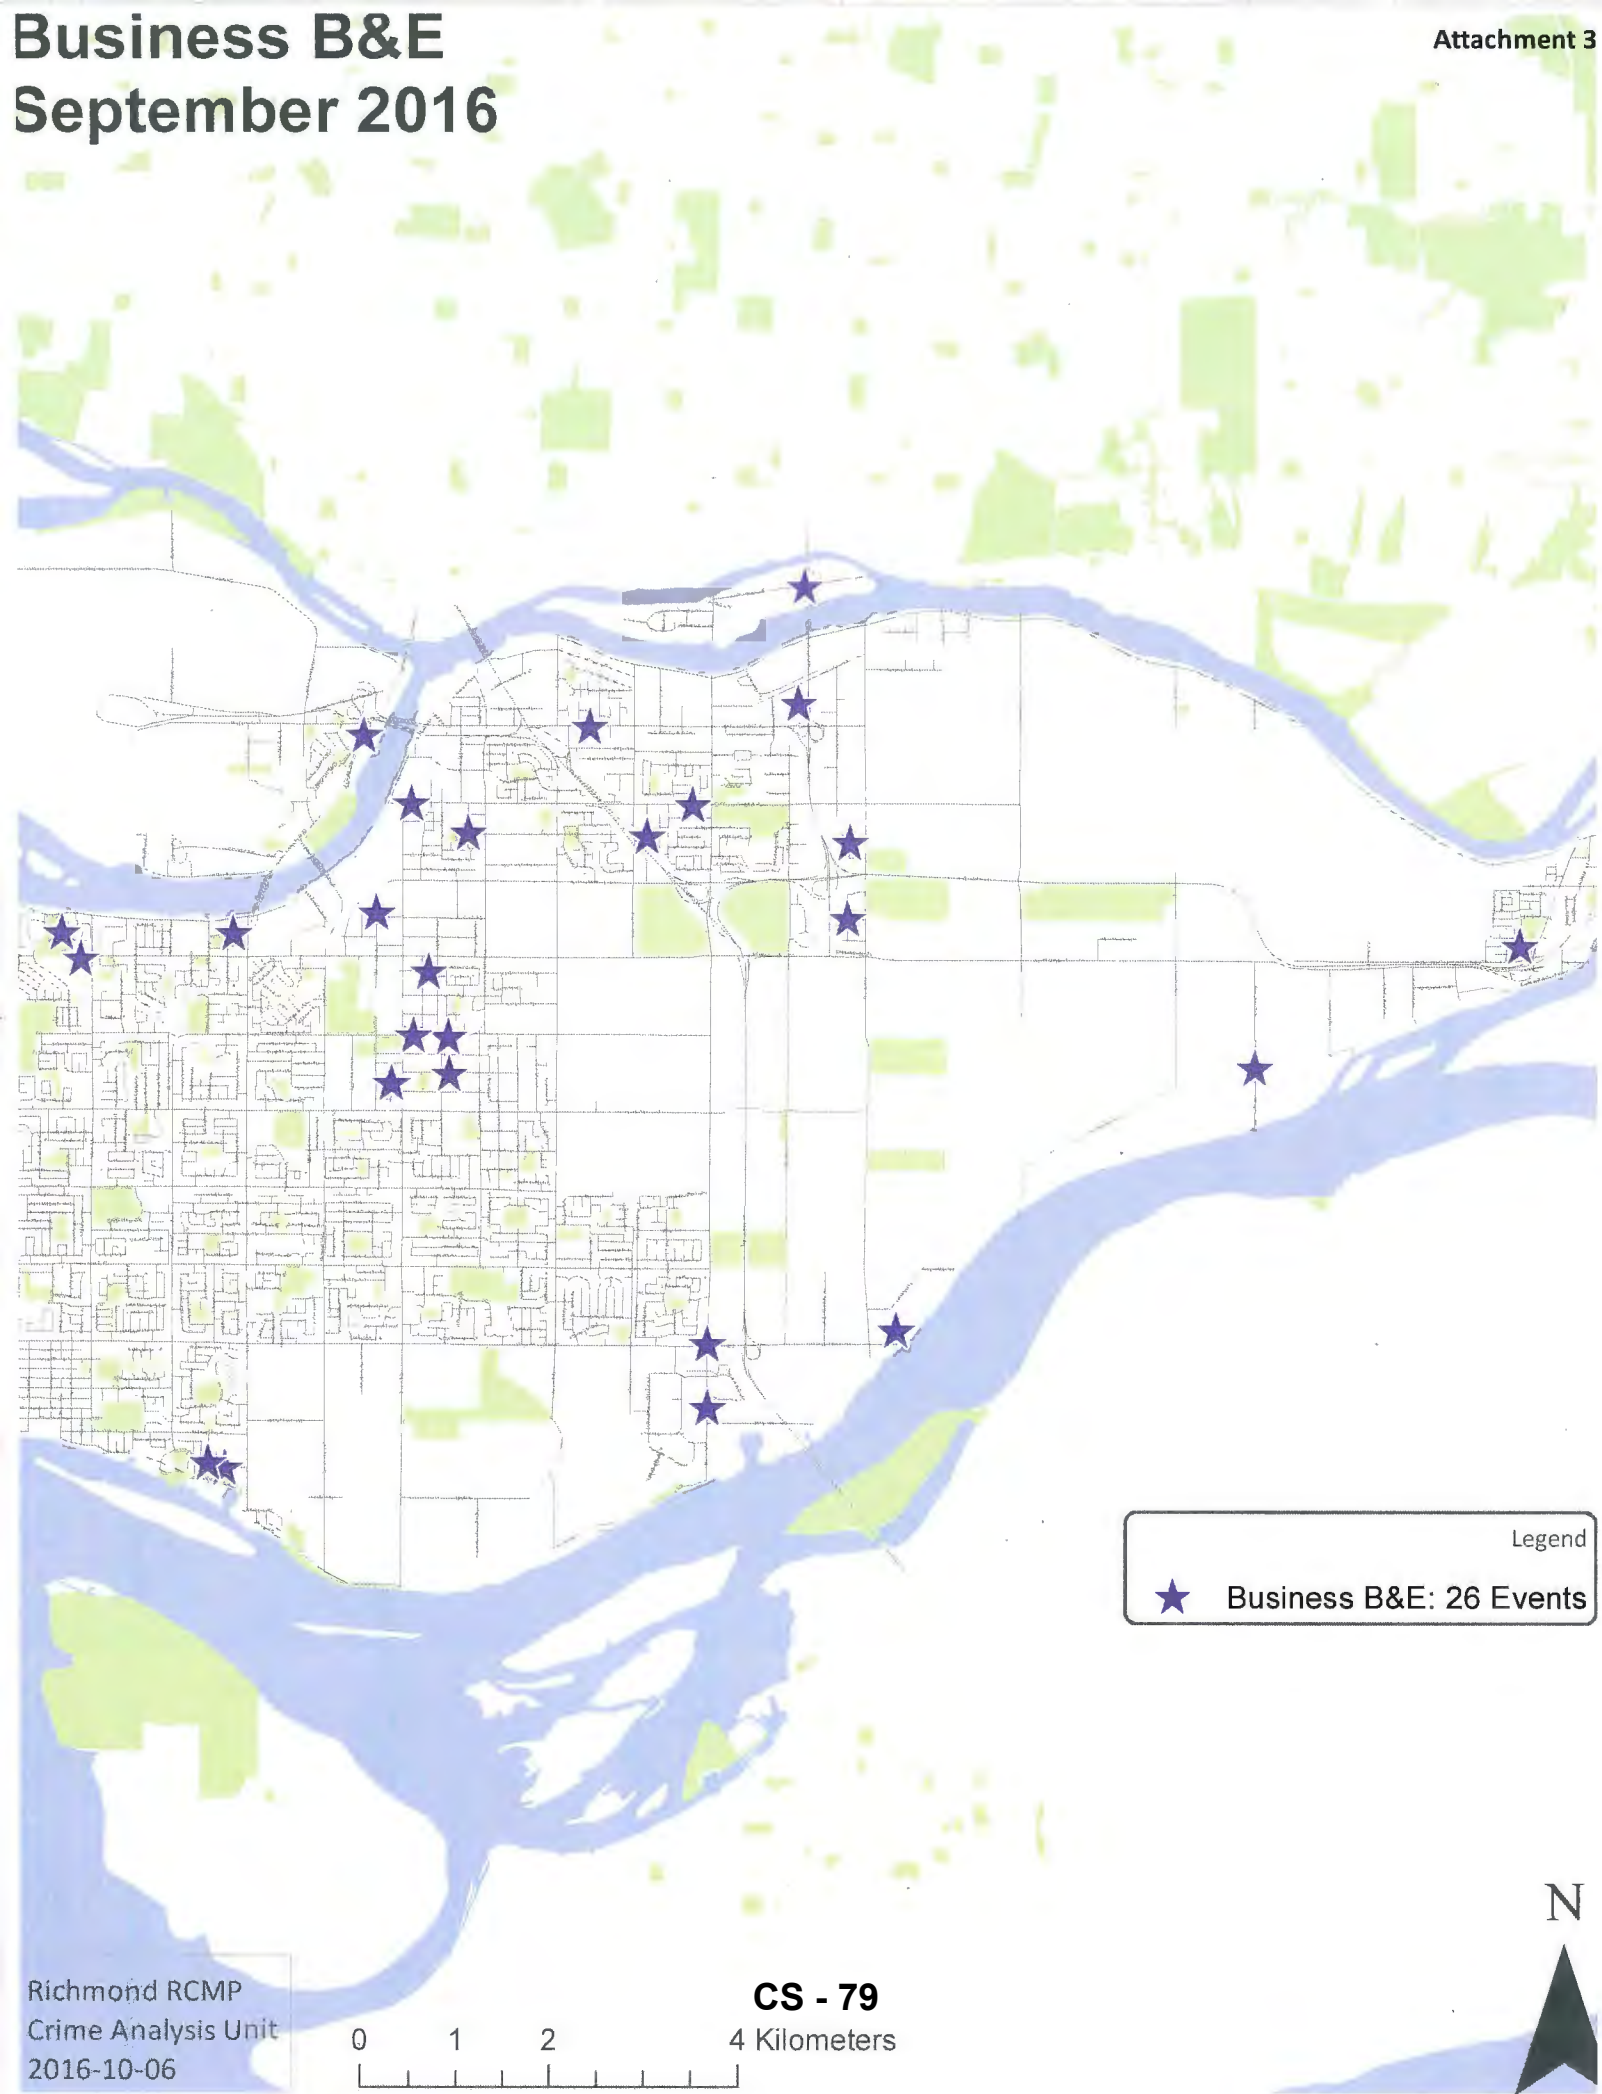 Business B&E
September 2016
Attachment 3
Legend
Business B&E: 26 Events
N
Richmond RCMP
Crime Analysis Unit
2016-10-06
CS - 79
0 1 2 4 Kilometers